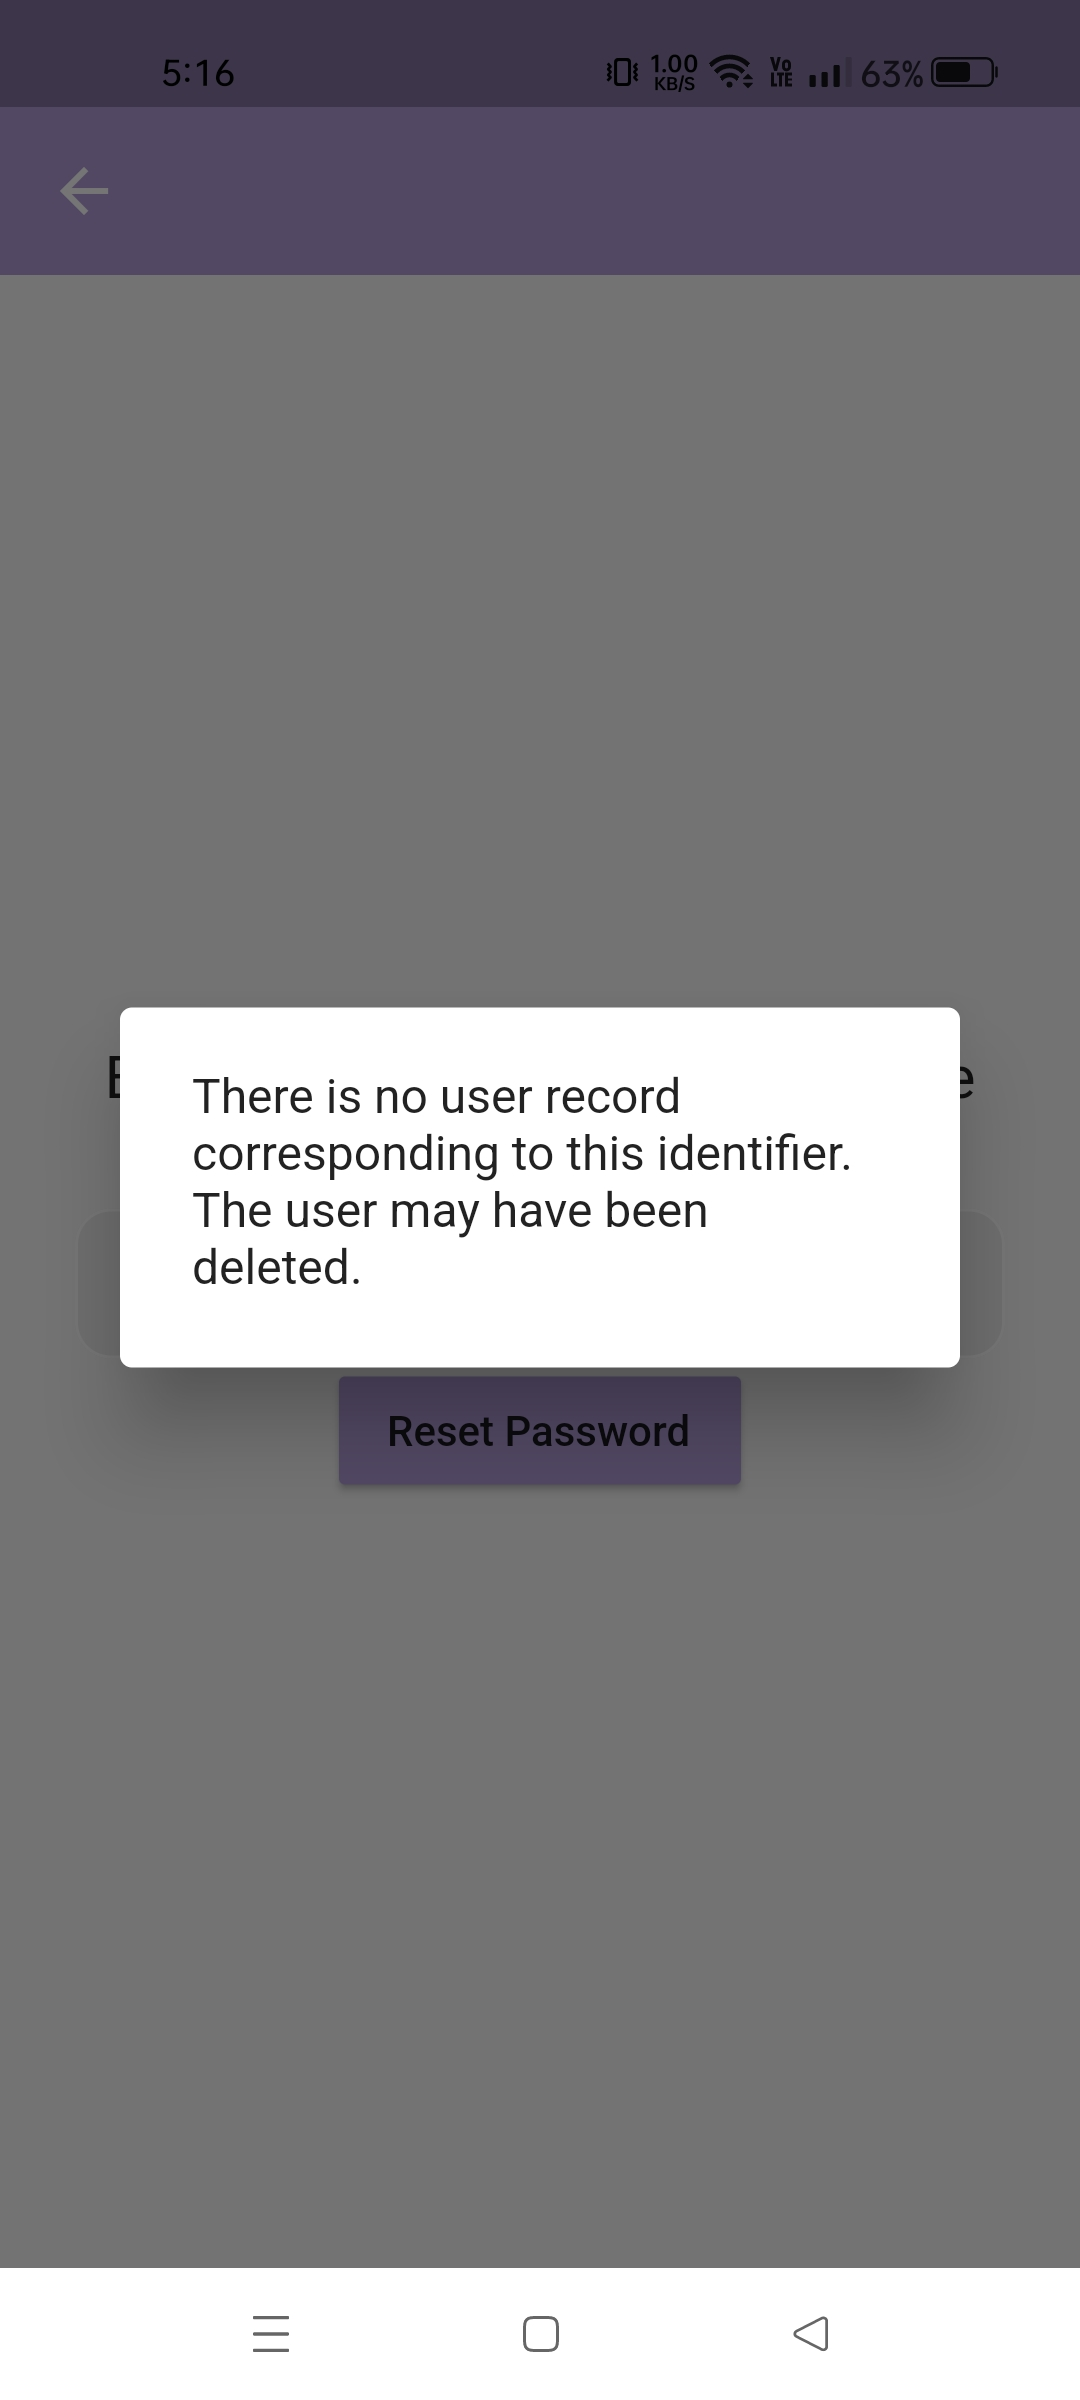 5:16
1.00
KB/S
Vo
LTE
63%
There is no user record
corresponding to this identifier.
The user may have been
deleted.
Reset Password